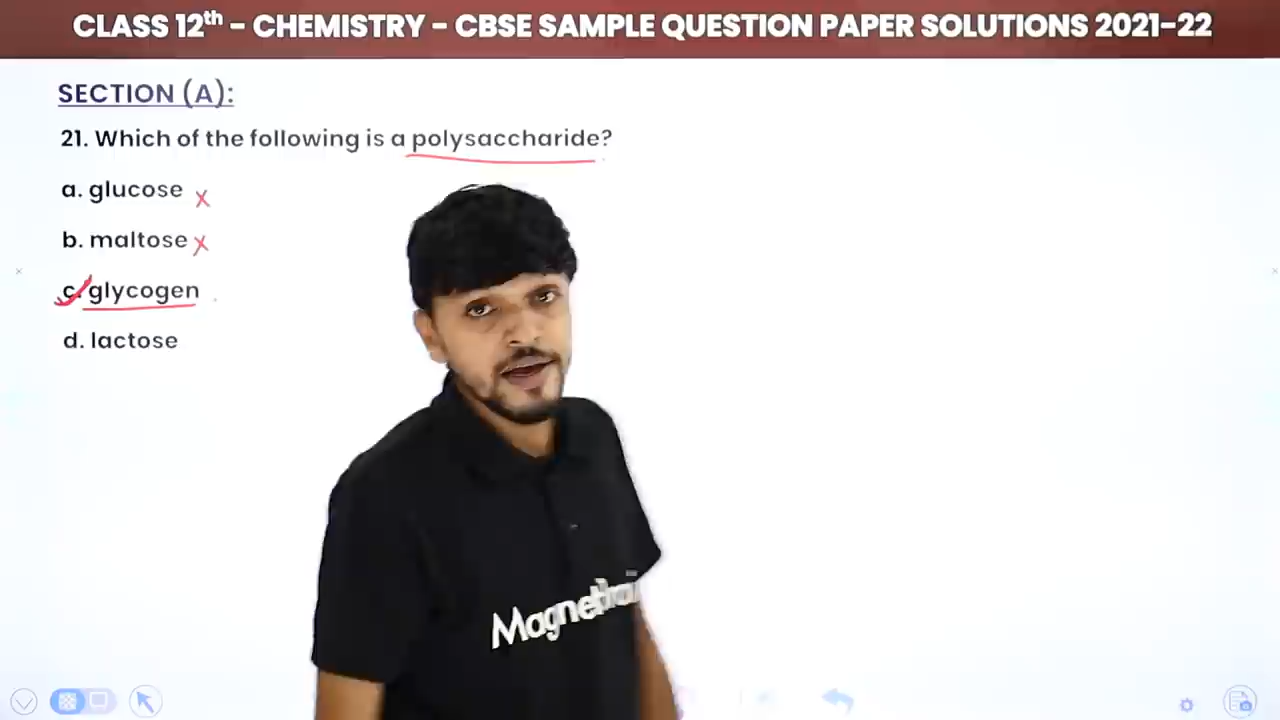 CLASS 12th - CHEMISTRY - CBSE SAMPLE QUESTION PAPER SOLUTIONS 2021-22
SECTION (A):
21. Which of the following is a polysaccharide?
a. glucose x
b. maltose x
c. glycogen
d. lactose